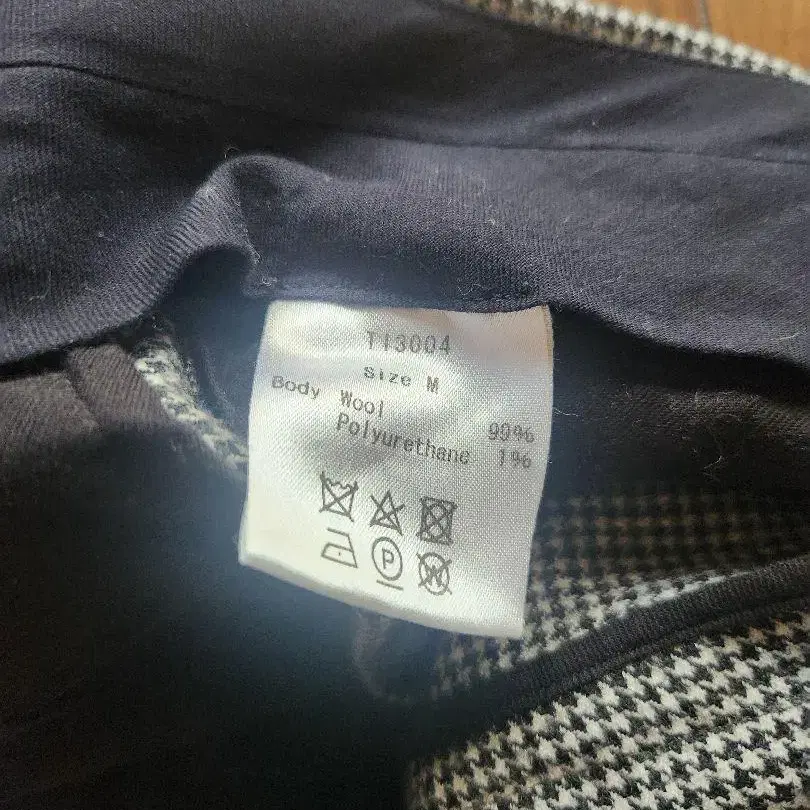 TI3004
Size M
Body Wool 99%
Polyurethane 1%
P W